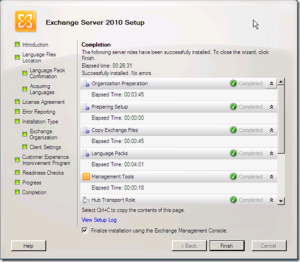 Exchange Server 2010 Setup
Introduction
Language Files
Location
Language Pack
Confirmation
Acquiring
Languages
License Agreement
Error Reporting
Installation Type
Exchange
Organization
Client Settings
Customer Experience
Improvement Program
Readiness Checks
Progress
Completion
Completion
The following server roles have been successfully installed. To close the wizard, click
Finish.
Elapsed time: 00:26:31
Successfully installed. No errors
Organization Preparation Completed
Elapsed Time: 00:03:45
Preparing Setup Completed
Elapsed Time: 00:00:00
Copy Exchange Files Completed
Elapsed Time: 00:00:45
Language Packs Completed
Elapsed Time: 00:04:01
Management Tools Completed
Elapsed Time: 00:00:18
Hub Transport Role Completed
Select Ctrl+C to copy the contents of this page.
View Setup Log
Finalize installation using the Exchange Management Console.
Help
< Back
Finish
Cancel